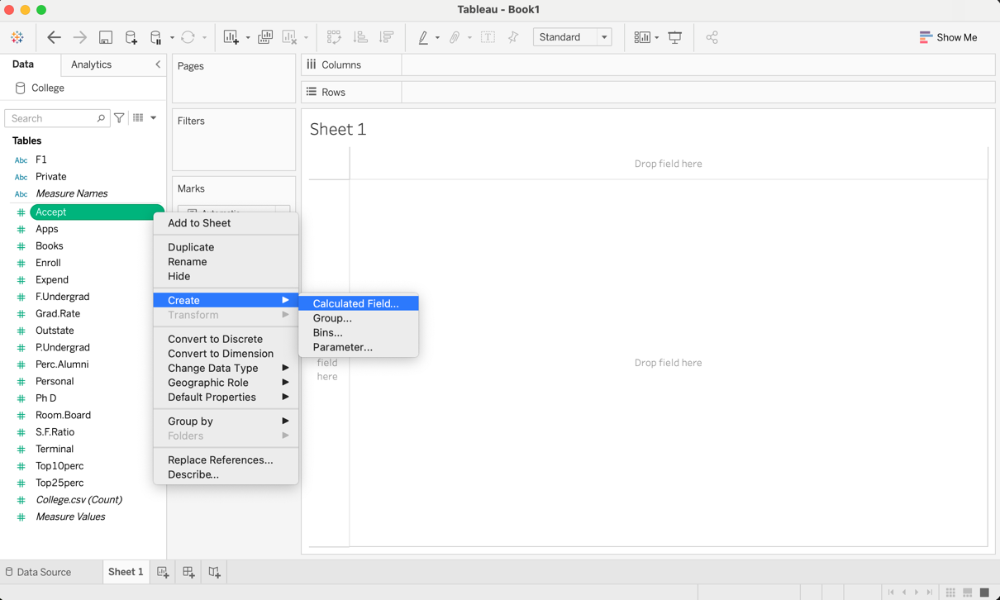 Tableau - Book1
Standard
Show Me
Data
Analytics
College
Search
Tables
Abc F1
Abc Private
Abc Measure Names
Accept
Apps
Books
Enroll
Expend
F.Undergrad
Grad.Rate
Outstate
P.Undergrad
Perc.Alumni
Personal
Ph D
Room.Board
S.F.Ratio
Terminal
Top10perc
Top25perc
College.csv (Count)
Measure Values
Pages
Filters
Marks
Automatic
Columns
Rows
Sheet 1
Drop field here
field
here
Drop field here
Add to Sheet
Duplicate
Rename
Hide
Create
Transform
Convert to Discrete
Convert to Dimension
Change Data Type
Geographic Role
Default Properties
Group by
Folders
Replace References...
Describe...
Calculated Field...
Group...
Bins...
Parameter...
Data Source
Sheet 1